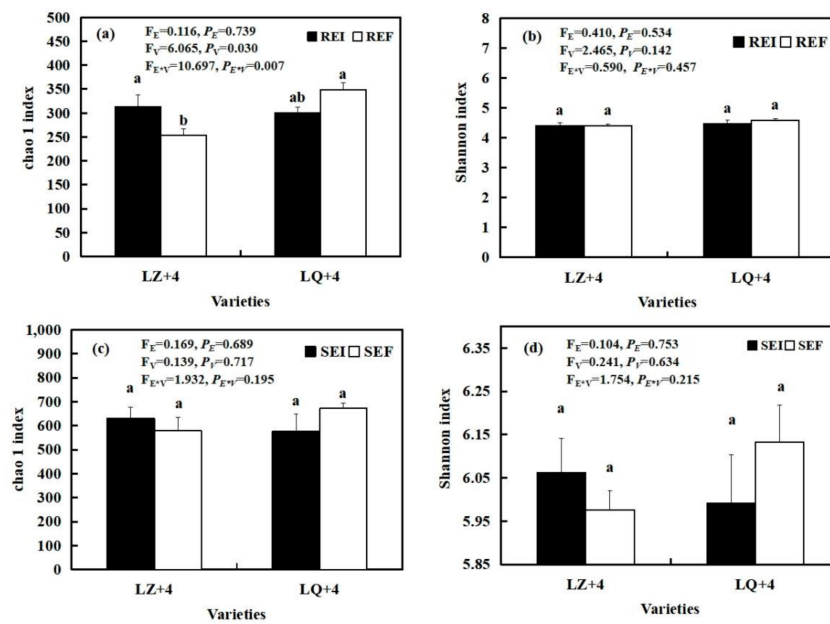 (a)
F_E=0.116, P_E=0.739
F_V=6.065, P_V=0.030
F_E*V=10.697, P_E*V=0.007
REI REF
500
450
400
350
300
250
200
150
100
50
0
chao 1 index
a
b
ab
a
LZ+4
LQ+4
Varieties
(b)
F_E=0.410, P_E=0.534
F_V=2.465, P_V=0.142
F_E*V=0.590, P_E*V=0.457
REI REF
8
7
6
5
4
3
2
1
0
Shannon index
a
a
a
a
LZ+4
LQ+4
Varieties
(c)
F_E=0.169, P_E=0.689
F_V=0.139, P_V=0.717
F_E*V=1.932, P_E*V=0.195
SEI SEF
1,000
900
800
700
600
500
400
300
200
100
0
chao 1 index
a
a
a
a
LZ+4
LQ+4
Varieties
(d)
F_E=0.104, P_E=0.753
F_V=0.241, P_V=0.634
F_E*V=1.754, P_E*V=0.215
SEI SEF
6.35
6.25
6.15
6.05
5.95
5.85
Shannon index
a
a
a
a
LZ+4
LQ+4
Varieties